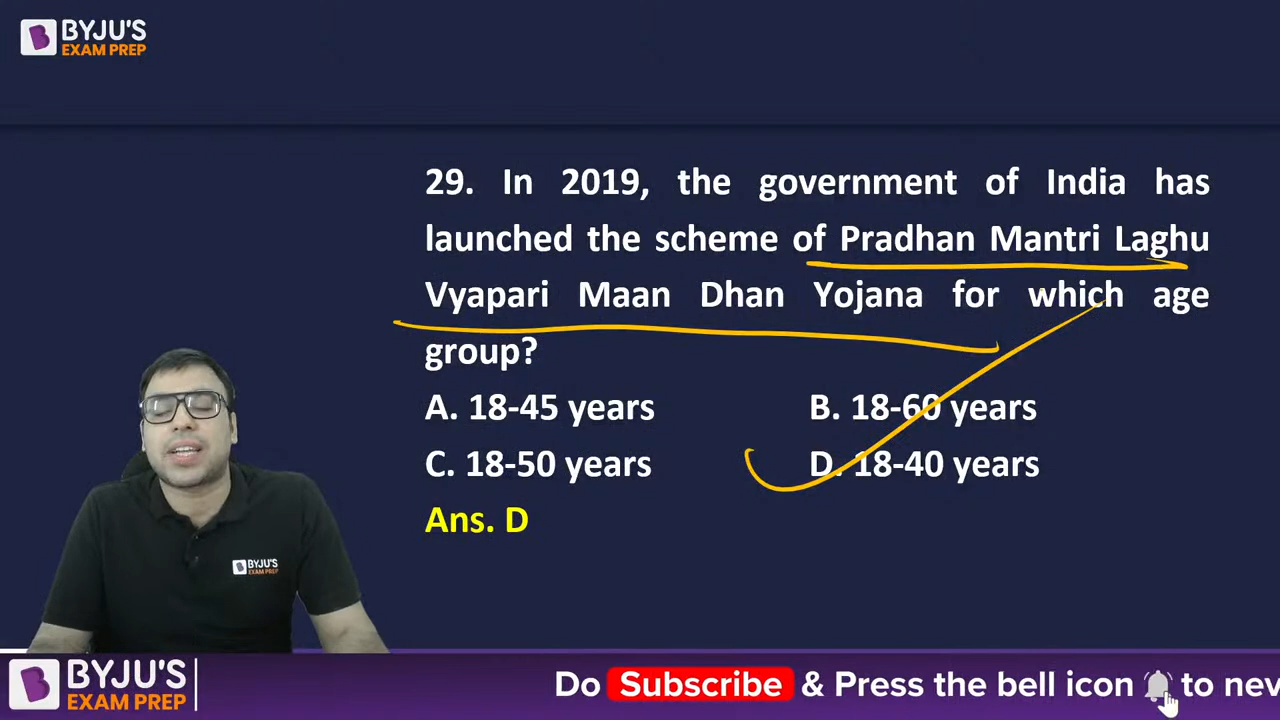 BYJU'S
EXAM PREP
29. In 2019, the government of India has
launched the scheme of Pradhan Mantri Laghu
Vyapari Maan Dhan Yojana for which age
group?
A. 18-45 years B. 18-60 years
C. 18-50 years D. 18-40 years
Ans. D
BYJU'S
EXAM PREP
BYJU'S
EXAM PREP
Do Subscribe & Press the bell icon to nev